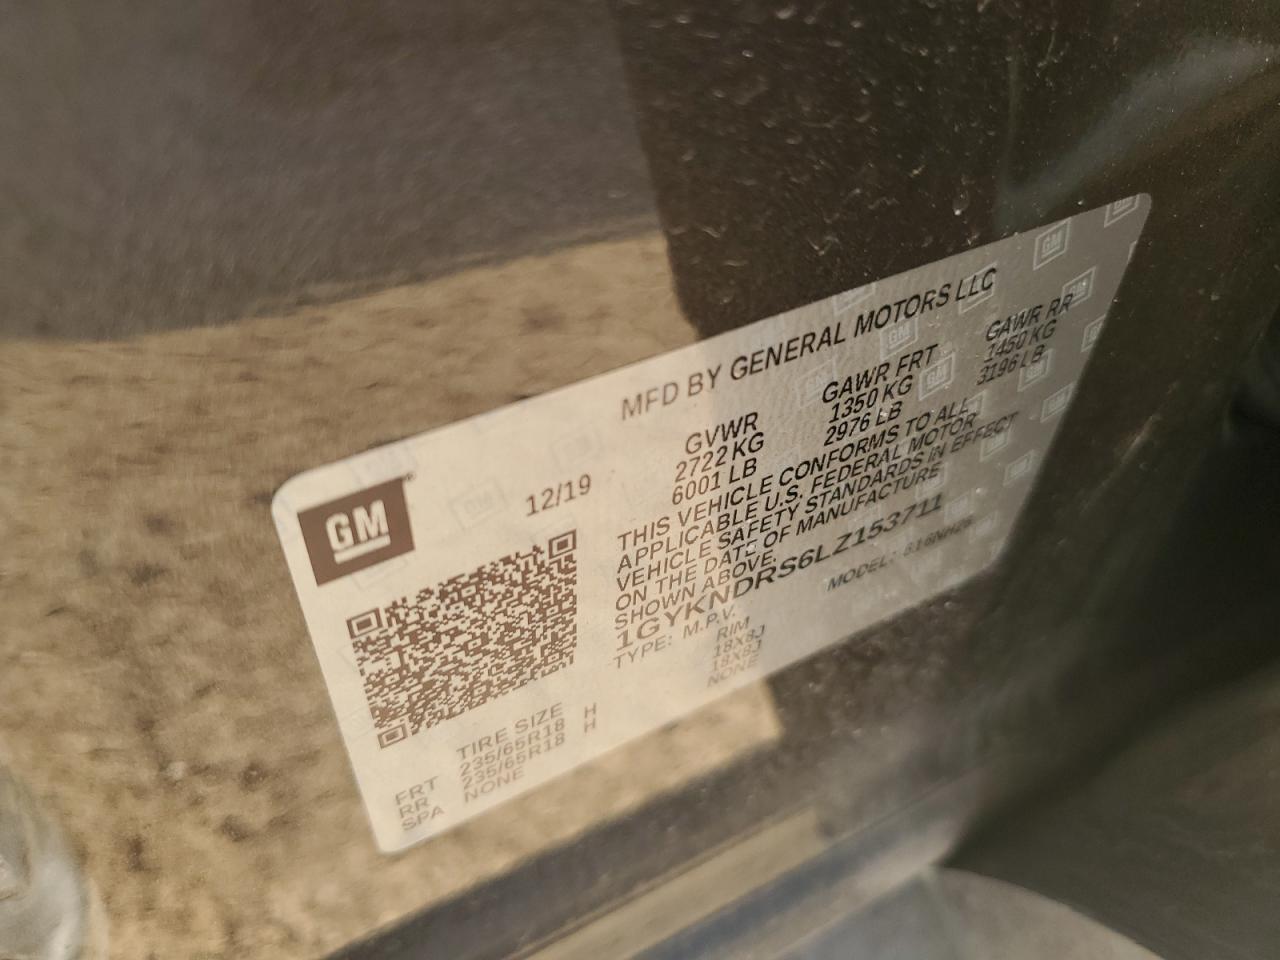 MFD BY GENERAL MOTORS LLC
GM
12/19
GVWR
2722 KG
6001 LB
GAWR FRT
1350 KG
2976 LB
GAWR RR
1450 KG
3196 LB
THIS VEHICLE CONFORMS TO ALL
APPLICABLE U.S. FEDERAL MOTOR
VEHICLE SAFETY STANDARDS IN EFFECT
ON THE DATE OF MANUFACTURE
SHOWN ABOVE.
1GYKNDRS6LZ153711
TYPE: M.P.V.
MODEL:
TIRE SIZE
RIM
FRT 235/65R18 H 18X8J
RR 235/65R18 H 18X8J
SPA NONE NONE